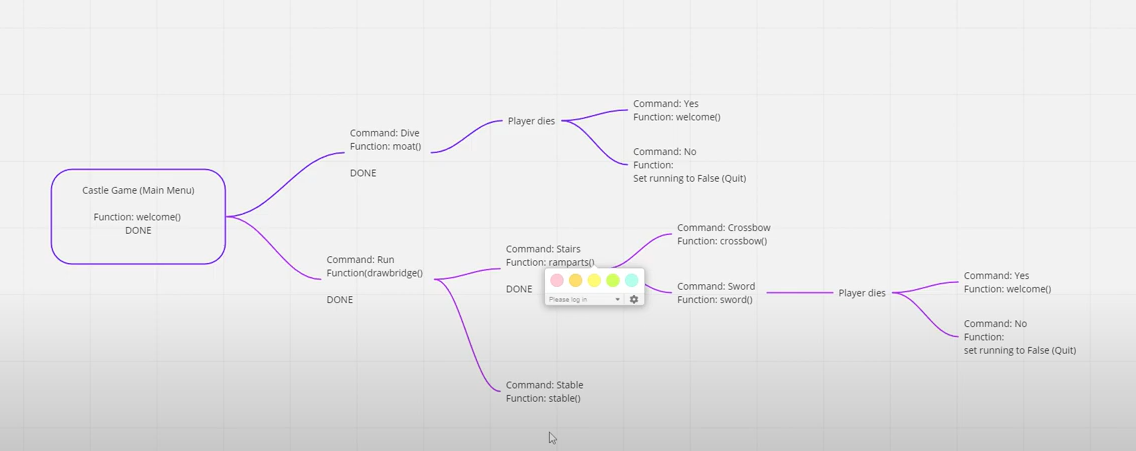 Castle Game (Main Menu)
Function: welcome()
DONE
Command: Dive
Function: moat()
DONE
Player dies
Command: Yes
Function: welcome()
Command: No
Function:
Set running to False (Quit)
Command: Run
Function(drawbridge()
DONE
Command: Stairs
Function: ramparts()
DONE
Please log in
Command: Crossbow
Function: crossbow()
Command: Sword
Function: sword()
Player dies
Command: Yes
Function: welcome()
Command: No
Function:
set running to False (Quit)
Command: Stable
Function: stable()